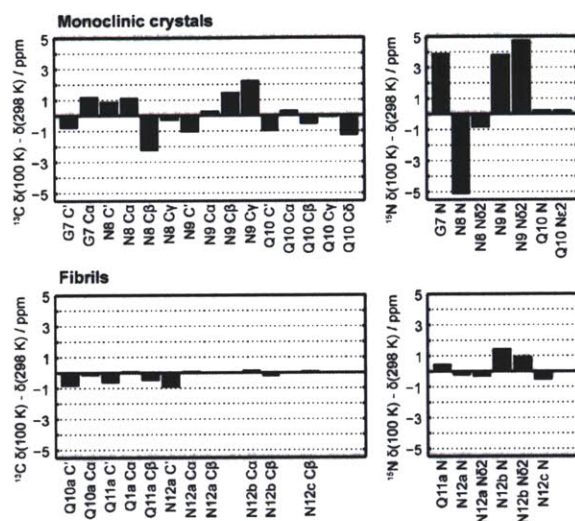 Monoclinic crystals
¹³C δ(100 K) - δ(298 K) / ppm
5
3
1
−1
−3
−5
G7 C'
G7 Cα
N8 C'
N8 Cα
N8 Cβ
N8 Cγ
N9 C'
N9 Cα
N9 Cβ
N9 Cγ
Q10 C'
Q10 Cα
Q10 Cβ
Q10 Cγ
Q10 Cδ
¹⁵N δ(100 K) - δ(298 K) / ppm
5
3
1
−1
−3
−5
G7 N
N8 N
N8 Nδ2
N9 N
N9 Nδ2
Q10 N
Q10 Nε2
Fibrils
¹³C δ(100 K) - δ(298 K) / ppm
5
3
1
−1
−3
−5
Q10a C'
Q10a Cα
Q11a C'
Q1a Cα
Q11a Cβ
N12a C'
N12a Cα
N12a Cβ
N12b Cα
N12b Cβ
N12c Cβ
¹⁵N δ(100 K) - δ(298 K) / ppm
5
3
1
−1
−3
−5
Q11a N
N12a N
N12a Nδ2
N12b N
N12b Nδ2
N12c N